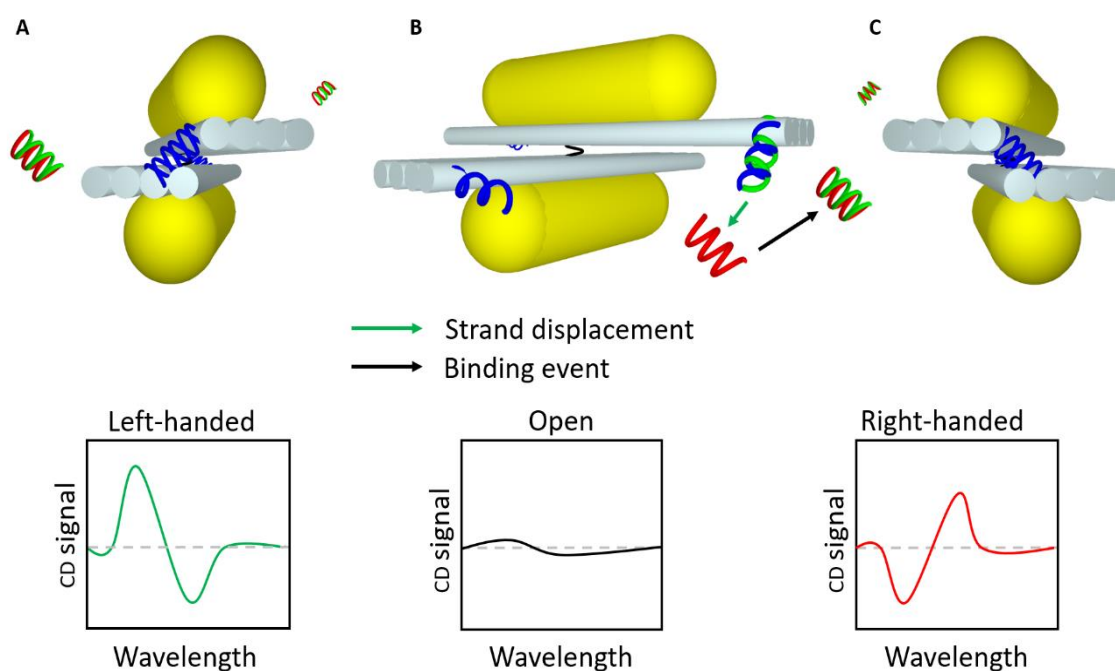 A
B
C
Strand displacement
Binding event
Left-handed
Open
Right-handed
CD signal
CD signal
CD signal
Wavelength
Wavelength
Wavelength